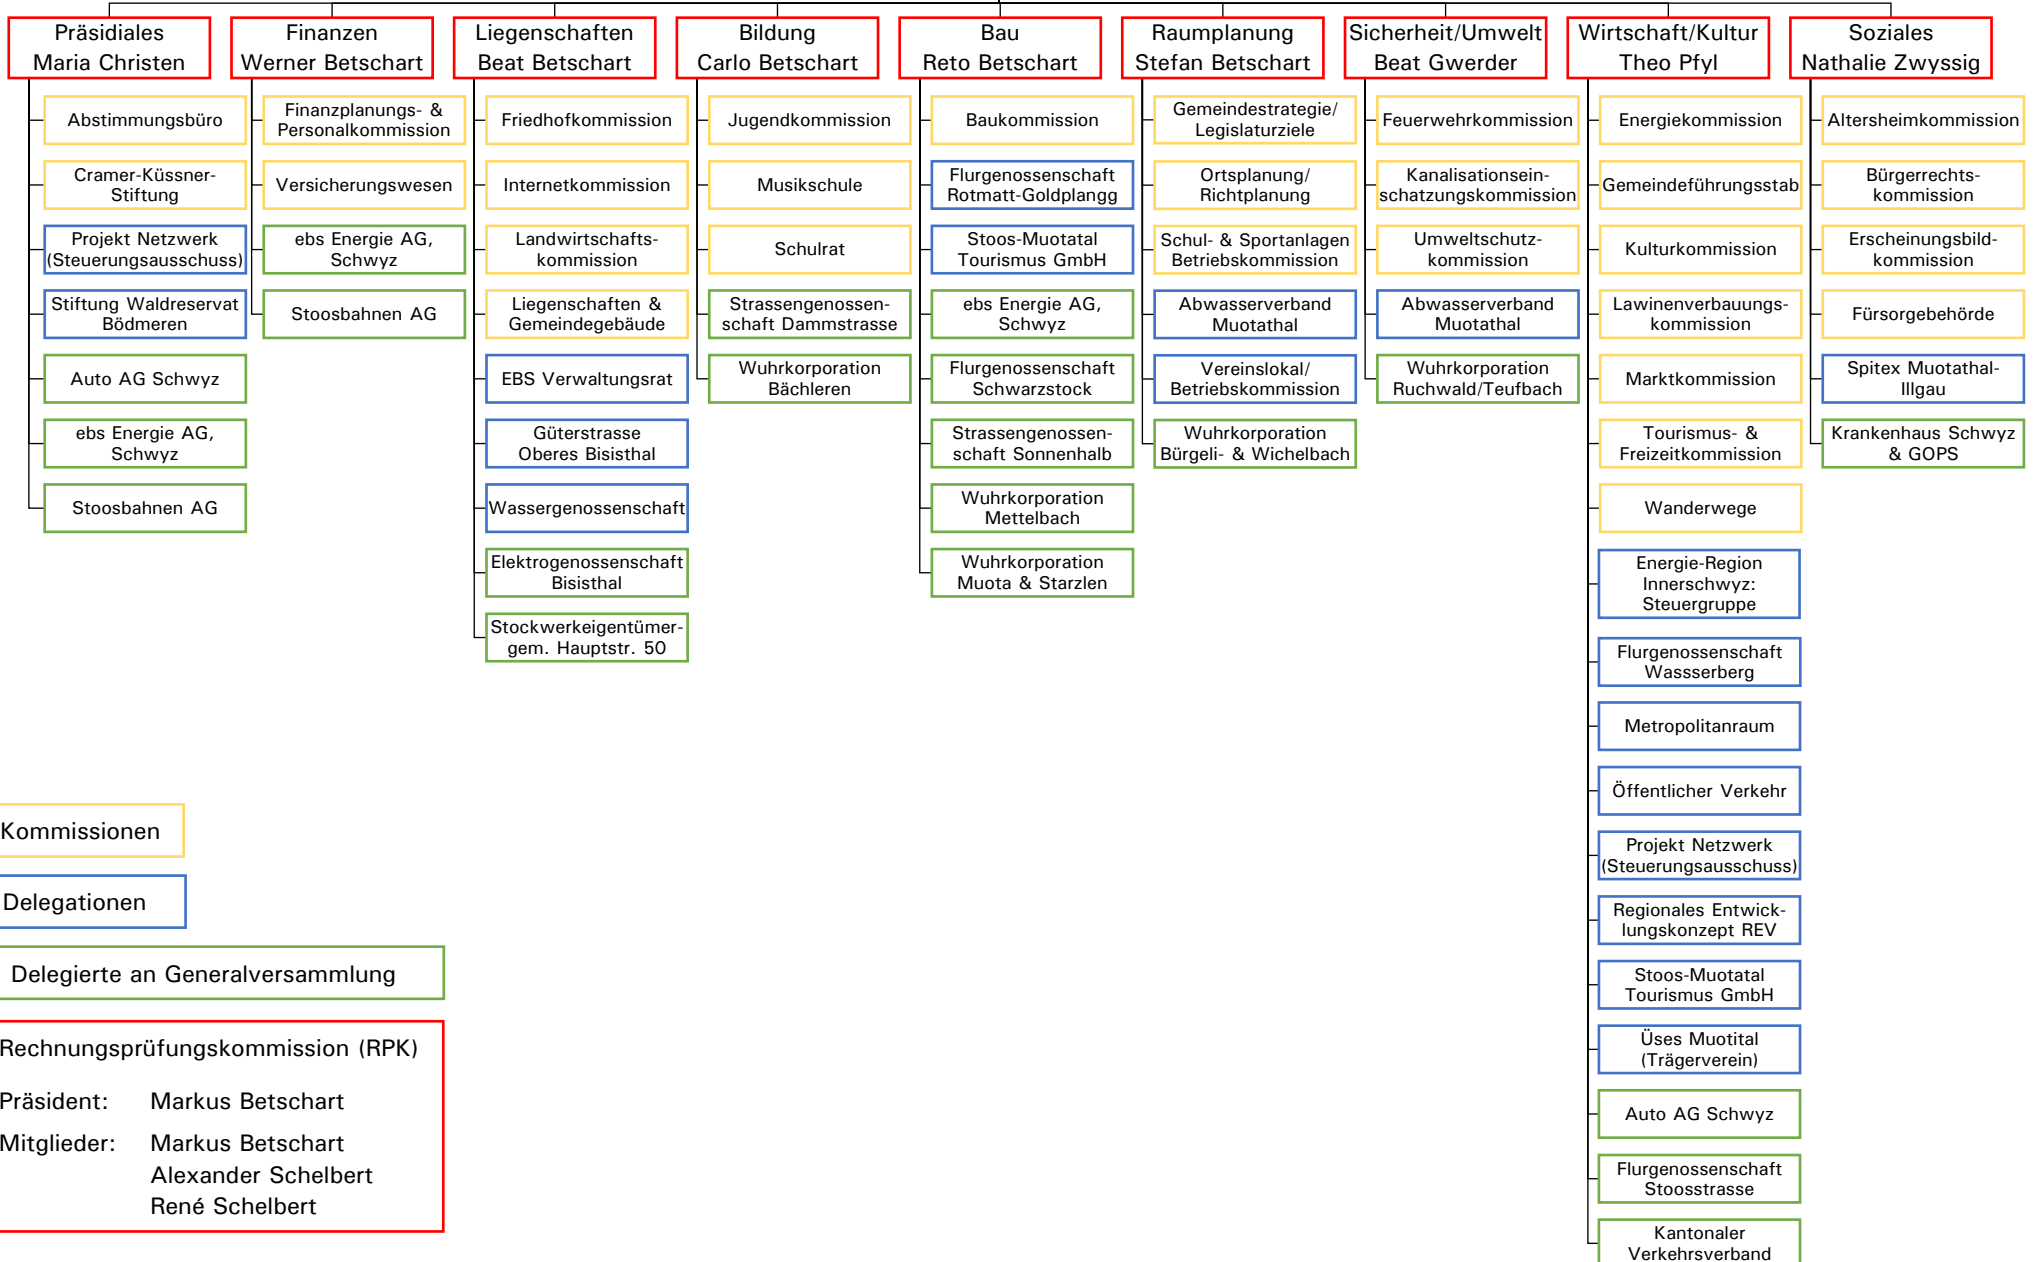 Präsidiales
Maria Christen
Abstimmungsbüro
Cramer-Küssner-
Stiftung
Projekt Netzwerk
(Steuerungsausschuss)
Stiftung Waldreservat
Bödmeren
Auto AG Schwyz
ebs Energie AG,
Schwyz
Stoosbahnen AG
Finanzen
Werner Betschart
Finanzplanungs- &
Personalkommission
Versicherungswesen
ebs Energie AG,
Schwyz
Stoosbahnen AG
Liegenschaften
Beat Betschart
Friedhofkommission
Internetkommission
Landwirtschafts-
kommission
Liegenschaften &
Gemeindegebäude
EBS Verwaltungsrat
Güterstrasse
Oberes Bisisthal
Wassergenossenschaft
Elektrogenossenschaft
Bisisthal
Stockwerkeigentümer-
gem. Hauptstr. 50
Bildung
Carlo Betschart
Jugendkommission
Musikschule
Schulrat
Strassengenossen-
schaft Dammstrasse
Wuhrkorporation
Bächleren
Bau
Reto Betschart
Baukommission
Flurgenossenschaft
Rotmatt-Goldplangg
Stoos-Muotatal
Tourismus GmbH
ebs Energie AG,
Schwyz
Flurgenossenschaft
Schwarzstock
Strassengenossen-
schaft Sonnenhalb
Wuhrkorporation
Mettelbach
Wuhrkorporation
Muota & Starzlen
Raumplanung
Stefan Betschart
Gemeindestrategie/
Legislaturziele
Ortsplanung/
Richtplanung
Schul- & Sportanlagen
Betriebskommission
Abwasserverband
Muotathal
Vereinslokal/
Betriebskommission
Wuhrkorporation
Bürgeli- & Wichelbach
Sicherheit/Umwelt
Beat Gwerder
Feuerwehrkommission
Kanalisationsein-
schatzungskommission
Umweltschutz-
kommission
Abwasserverband
Muotathal
Wuhrkorporation
Ruchwald/Teufbach
Wirtschaft/Kultur
Theo Pfyl
Energiekommission
Gemeindeführungsstab
Kulturkommission
Lawinenverbauungs-
kommission
Marktkommission
Tourismus- &
Freizeitkommission
Wanderwege
Energie-Region
Innerschwyz:
Steuergruppe
Flurgenossenschaft
Wassserberg
Metropolitanraum
Öffentlicher Verkehr
Projekt Netzwerk
(Steuerungsausschuss)
Regionales Entwick-
lungskonzept REV
Stoos-Muotatal
Tourismus GmbH
Üses Muotital
(Trägerverein)
Auto AG Schwyz
Flurgenossenschaft
Stoosstrasse
Kantonaler
Verkehrsverband
Soziales
Nathalie Zwyssig
Altersheimkommission
Bürgerrechts-
kommission
Erscheinungsbild-
kommission
Fürsorgebehörde
Spitex Muotathal-
Illgau
Krankenhaus Schwyz
& GOPS
Kommissionen
Delegationen
Delegierte an Generalversammlung
Rechnungsprüfungskommission (RPK)
Präsident: Markus Betschart
Mitglieder: Markus Betschart
Alexander Schelbert
René Schelbert